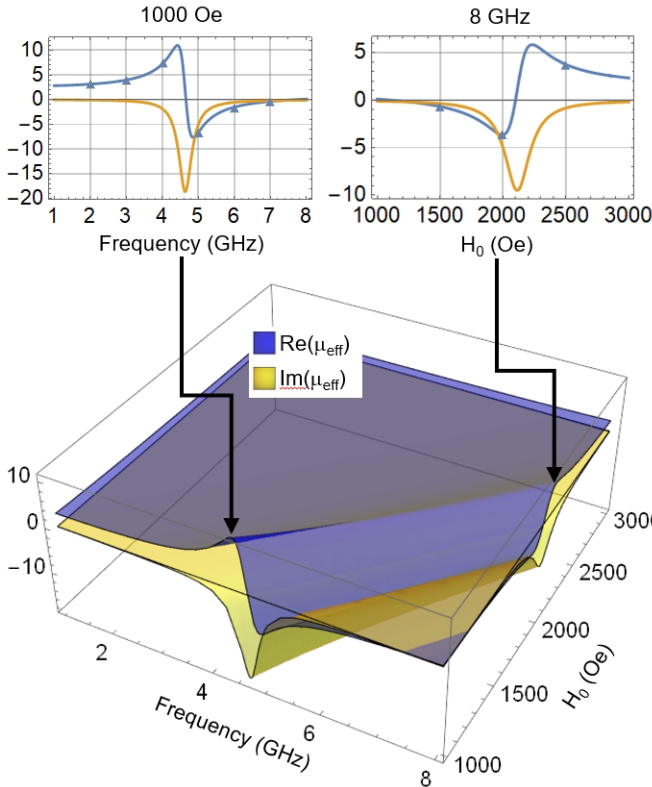 1000 Oe
10
5
0
−5
−10
−15
−20
1 2 3 4 5 6 7 8
Frequency (GHz)
8 GHz
5
0
−5
−10
1000 1500 2000 2500 3000
H₀ (Oe)
Re(μeff)
Im(μeff)
10
0
−10
2
4
6
8
Frequency (GHz)
1000
1500
2000
2500
3000
H₀ (Oe)